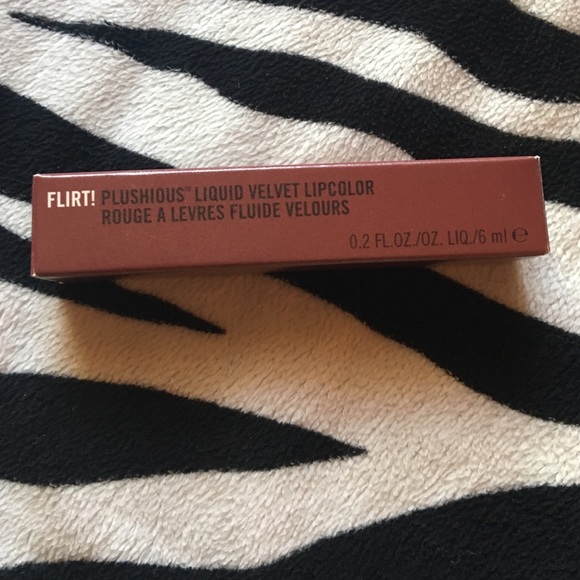 FLIRT! PLUSHIOUS™ LIQUID VELVET LIPCOLOR
ROUGE A LEVRES FLUIDE VELOURS
0.2 FL.OZ./OZ. LIQ./6 ml ℮